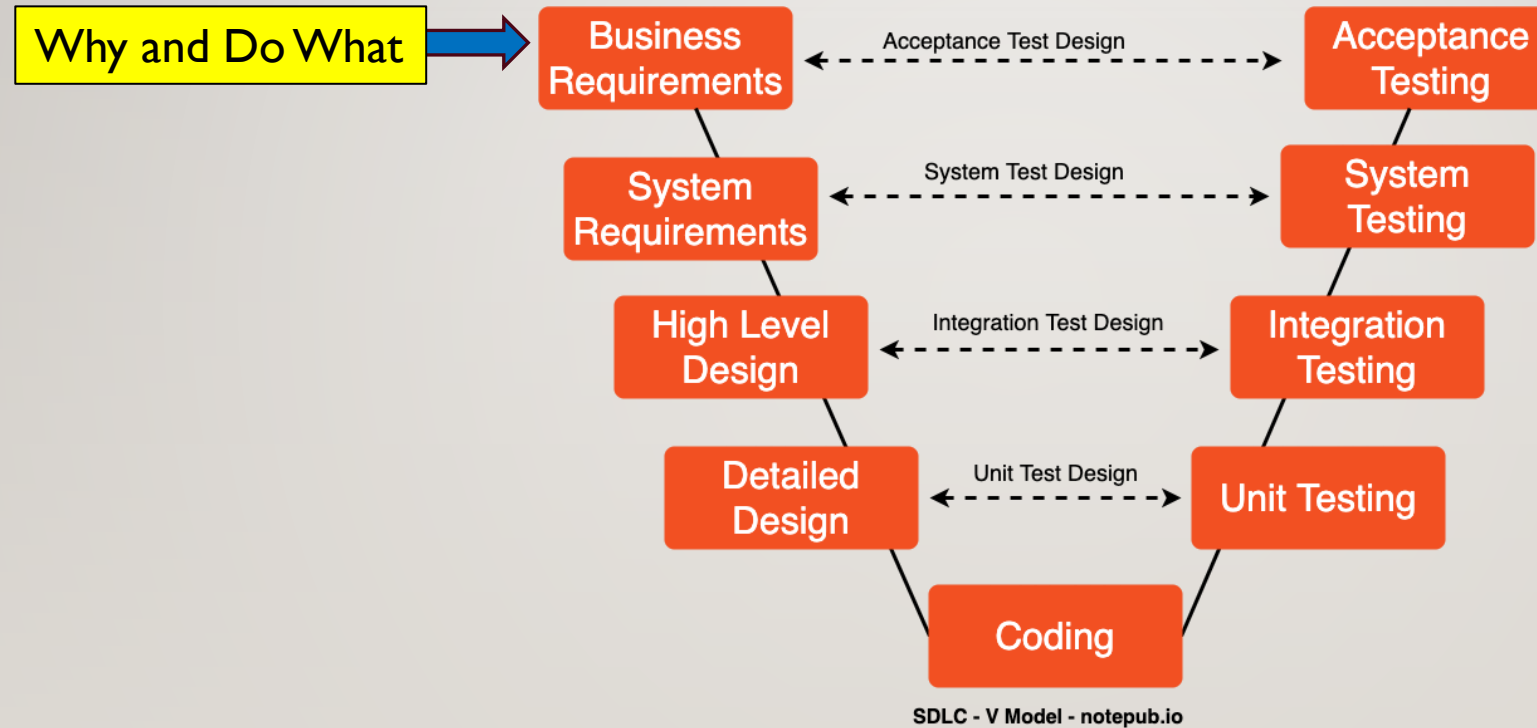 Why and Do What
Business
Requirements
Acceptance Test Design
Acceptance
Testing
System
Requirements
System Test Design
System
Testing
High Level
Design
Integration Test Design
Integration
Testing
Detailed
Design
Unit Test Design
Unit Testing
Coding
SDLC - V Model - notepub.io